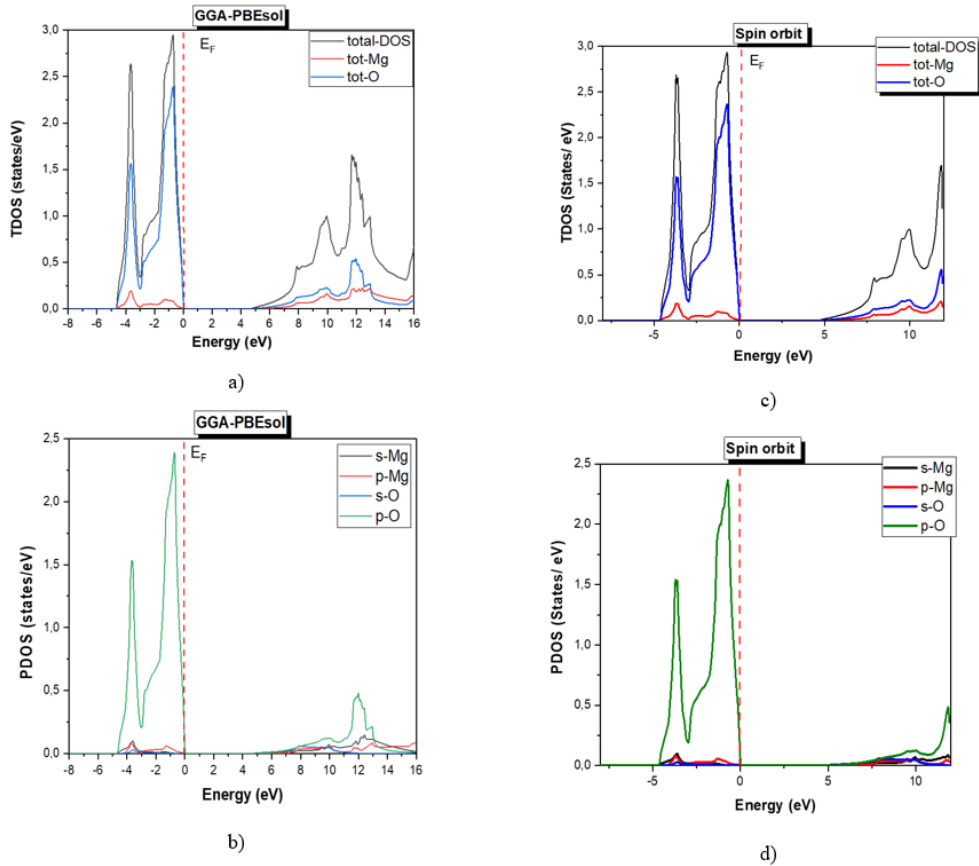 GGA-PBEsol
E_F
total-DOS
tot-Mg
tot-O
3,0
2,5
2,0
1,5
1,0
0,5
0,0
TDOS (states/eV)
-8 -6 -4 -2 0 2 4 6 8 10 12 14 16
Energy (eV)
a)
Spin orbit
E_F
total-DOS
tot-Mg
tot-O
3,0
2,5
2,0
1,5
1,0
0,5
0,0
TDOS (States/ eV)
-5 0 5 10
Energy (eV)
c)
GGA-PBEsol
E_F
s-Mg
p-Mg
s-O
p-O
2,5
2,0
1,5
1,0
0,5
0,0
PDOS (states/eV)
-8 -6 -4 -2 0 2 4 6 8 10 12 14 16
Energy (eV)
b)
Spin orbit
s-Mg
p-Mg
s-O
p-O
2,5
2,0
1,5
1,0
0,5
0,0
PDOS (States/ eV)
-5 0 5 10
Energy (eV)
d)